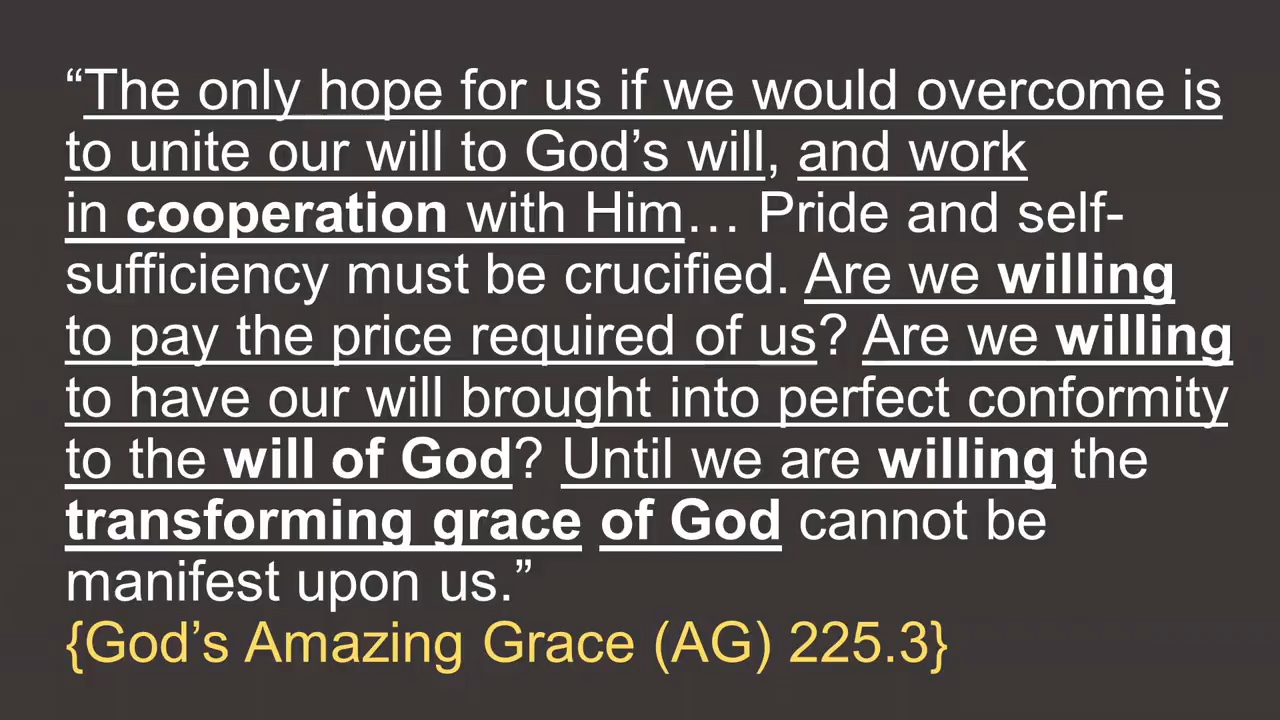 “The only hope for us if we would overcome is
to unite our will to God’s will, and work
in cooperation with Him… Pride and self-
sufficiency must be crucified. Are we willing
to pay the price required of us? Are we willing
to have our will brought into perfect conformity
to the will of God? Until we are willing the
transforming grace of God cannot be
manifest upon us.”
{God’s Amazing Grace (AG) 225.3}